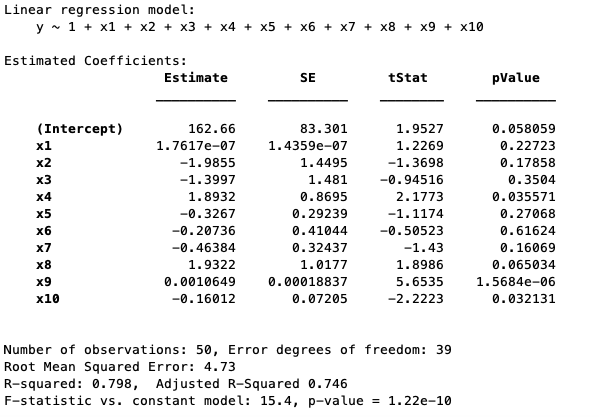 Linear regression model:
y ~ 1 + x1 + x2 + x3 + x4 + x5 + x6 + x7 + x8 + x9 + x10
Estimated Coefficients:
Estimate SE tStat pValue
(Intercept) 162.66 83.301 1.9527 0.058059
x1 1.7617e-07 1.4359e-07 1.2269 0.22723
x2 -1.9855 1.4495 -1.3698 0.17858
x3 -1.3997 1.481 -0.94516 0.3504
x4 1.8932 0.8695 2.1773 0.035571
x5 -0.3267 0.29239 -1.1174 0.27068
x6 -0.20736 0.41044 -0.50523 0.61624
x7 -0.46384 0.32437 -1.43 0.16069
x8 1.9322 1.0177 1.8986 0.065034
x9 0.0010649 0.00018837 5.6535 1.5684e-06
x10 -0.16012 0.07205 -2.2223 0.032131
Number of observations: 50, Error degrees of freedom: 39
Root Mean Squared Error: 4.73
R-squared: 0.798, Adjusted R-Squared 0.746
F-statistic vs. constant model: 15.4, p-value = 1.22e-10